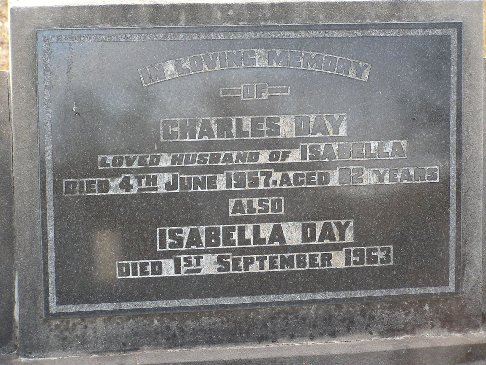 IN LOVING MEMORY
OF
CHARLES DAY
LOVED HUSBAND OF ISABELLA
DIED 4TH JUNE 1957. AGED 82 YEARS
ALSO
ISABELLA DAY
DIED 1ST SEPTEMBER 1963